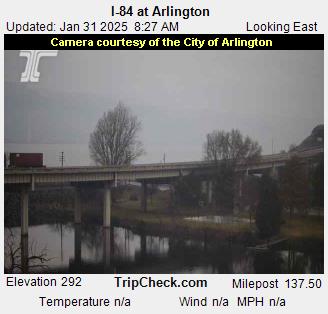 I-84 at Arlington
Updated: Jan 31 2025  8:27 AM
Looking East
Camera courtesy of the City of Arlington
Elevation 292
TripCheck.com
Milepost 137.50
Temperature n/a
Wind n/a
MPH n/a